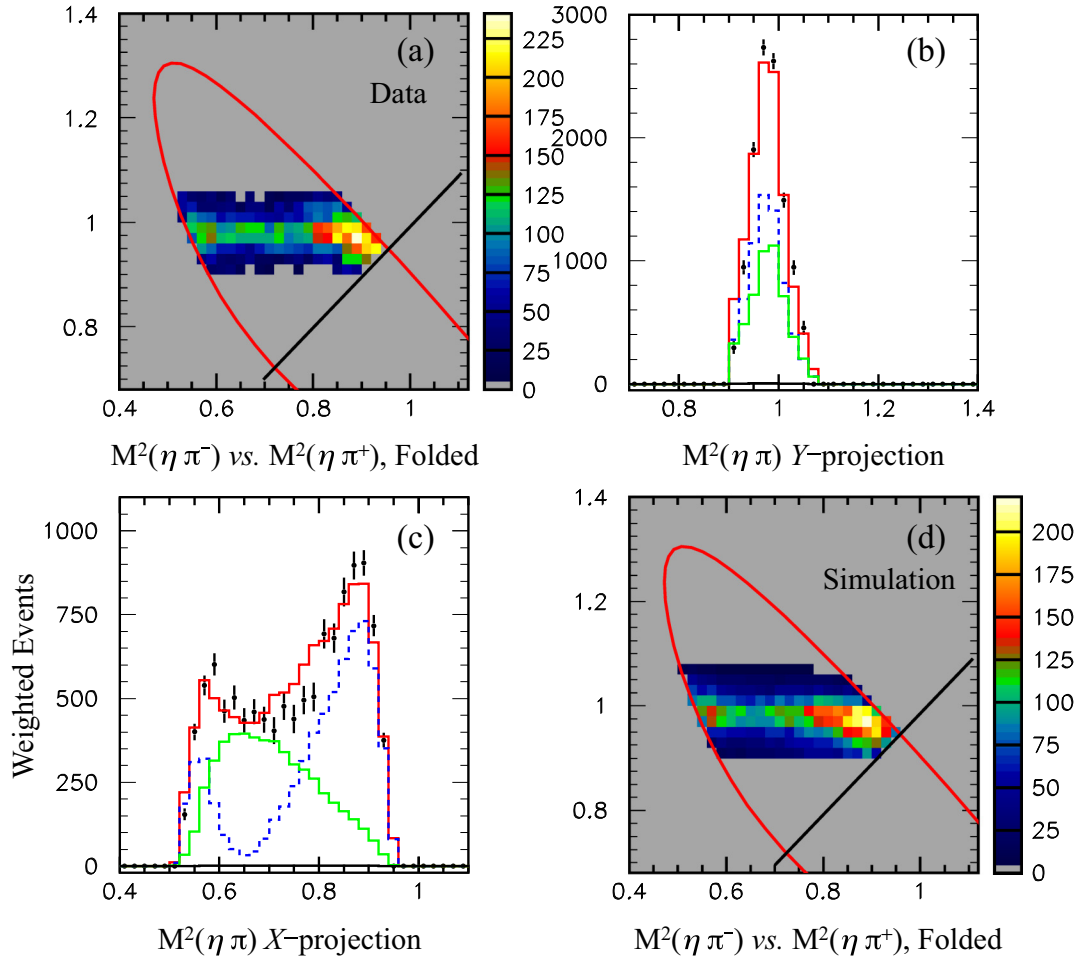 1.4
1.2
1
0.8
0.4 0.6 0.8 1
(a)
Data
225
200
175
150
125
100
75
50
25
0
M²(η π⁻) vs. M²(η π⁺), Folded
3000
2000
1000
0
0.8 1 1.2 1.4
(b)
M²(η π) Y−projection
Weighted Events
1000
750
500
250
0
0.4 0.6 0.8 1
(c)
M²(η π) X−projection
1.4
1.2
1
0.8
0.4 0.6 0.8 1
(d)
Simulation
200
175
150
125
100
75
50
25
0
M²(η π⁻) vs. M²(η π⁺), Folded